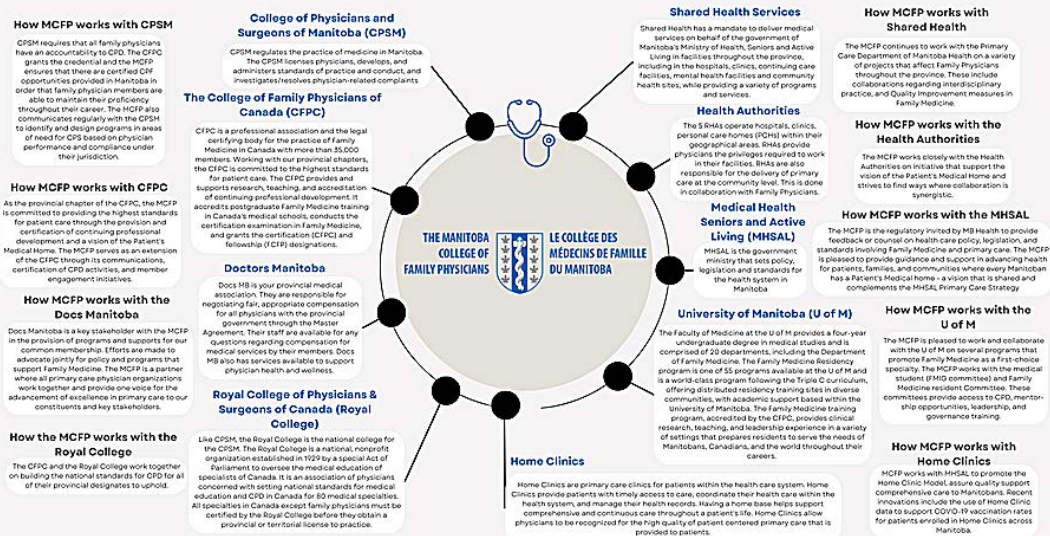 How MCFP works with CPSM
CPSM requires that all family physicians
have an accountability to CPD. The CFPC
grants the credential and the MCFP
ensures that there are certified CPF
opportunities provided in Manitoba in
order that family physician members are
able to maintain their proficiency
throughout their career. The MCFP also
communicates regularly with the CPSM
to identify and design programs in areas
of need for CPS based on physician
performance and compliance under
their jurisdiction.
How MCFP works with CFPC
As the provincial chapter of the CFPC, the MCFP
is committed to providing the highest standards
for patient care through the provision and
certification of continuing professional
development and a vision of the Patient's
Medical Home. The MCFP serves as an extension
of the CFPC through its communications,
certification of CPD activities, and member
engagement initiatives.
How MCFP works with the
Docs Manitoba
Docs Manitoba is a key stakeholder with the MCFP
in the provision of programs and supports for our
common membership. Efforts are made to
advocate jointly for policy and programs that
support Family Medicine. The MCFP is a partner
where all primary care physician organizations
work together and provide one voice for the
advancement of excellence in primary care to our
constituents and key stakeholders.
How the MCFP works with the
Royal College
The CFPC and the Royal College work together
on building the national standards for CPD for all
of their provincial designates to uphold.
College of Physicians and
Surgeons of Manitoba (CPSM)
CPSM regulates the practice of medicine in Manitoba.
The CPSM licenses physicians, develops, and
administers standards of practice and conduct, and
investigates/resolves physician-related complaints
The College of Family Physicians of
Canada (CFPC)
CFPC is a professional association and the legal
certifying body for the practice of Family
Medicine in Canada with more than 35,000
members. Working with our provincial chapters,
the CFPC is committed to the highest standards
for patient care. The CFPC provides and
supports research, teaching, and accreditation
of continuing professional development. It
accredits postgraduate Family Medicine training
in Canada's medical schools, conducts the
certification examination in Family Medicine,
and grants the certification (CFPC) and
fellowship (FCFP) designations.
Doctors Manitoba
Docs MB is your provincial medical
association. They are responsible for
negotiating fair, appropriate compensation
for all physicians with the provincial
government through the Master
Agreement. Their staff are available for any
questions regarding compensation for
medical services by their members. Docs
MB also has services available to support
physician health and wellness.
Royal College of Physicians &
Surgeons of Canada (Royal
College)
Like CPSM, the Royal College is the national college for
the CPSM. The Royal College is a national, nonprofit
organization established in 1929 by a special Act of
Parliament to oversee the medical education of
specialists of Canada. It is an association of physicians
concerned with setting national standards for medical
education and CPD in Canada for 80 medical specialties.
All specialties in Canada except family physicians must be
certified by the Royal College before they obtain a
provincial or territorial license to practice.
THE MANITOBA
COLLEGE OF
FAMILY PHYSICIANS
LE COLLÈGE DES
MÉDECINS DE FAMILLE
DU MANITOBA
Shared Health Services
Shared Health has a mandate to deliver medical
services on behalf of the government of
Manitoba's Ministry of Health, Seniors and Active
Living in facilities throughout the province,
including in the hospitals, clinics, continuing care
facilities, mental health facilities and community
health sites, while providing a variety of programs
and services.
Health Authorities
The 5 RHAs operate hospitals, clinics,
personal care homes (PCHs) within their
geographical areas. RHAs provide
physicians the privileges required to work
in their facilities. RHAs are also
responsible for the delivery of primary
care at the community level. This is done
in collaboration with Family Physicians.
Medical Health
Seniors and Active
Living (MHSAL)
MHSAL is the government
ministry that sets policy,
legislation and standards for
the health system in
Manitoba
University of Manitoba (U of M)
The Faculty of Medicine at the U of M provides a four-year
undergraduate degree in medical studies and is
comprised of 20 departments, including the Department
of Family Medicine. The Family Medicine Residency
program is one of 55 programs available at the U of M and
is a world-class program following the Triple C curriculum,
offering distributed residency training sites in diverse
communities, with academic support based within the
University of Manitoba. The Family Medicine training
program, accredited by the CFPC, provides clinical
research, teaching, and leadership experience in a variety
of settings that prepares residents to serve the needs of
Manitobans, Canadians, and the world throughout their
careers.
Home Clinics
Home Clinics are primary care clinics for patients within the health care system. Home
Clinics provide patients with timely access to care, coordinate their health care within the
health system, and manage their health records. Having a home base helps support
comprehensive and continuous care throughout a patient's life. Home Clinics allow
physicians to be recognized for the high quality of patient centered primary care that is
provided to patients.
How MCFP works with
Shared Health
The MCFP continues to work with the Primary
Care Department of Manitoba Health on a variety
of projects that affect Family Physicians
throughout the province. These include
collaborations regarding interdisciplinary
practice, and Quality Improvement measures in
Family Medicine.
How MCFP works with the
Health Authorities
The MCFP works closely with the Health
Authorities on initiative that support the
vision of the Patient's Medical Home and
strives to find ways where collaboration is
synergistic.
How MCFP works with the MHSAL
MCFP is the regulatory invited by MB Health to provide
feedback or counsel on health care policy, legislation, and
standards involving Family Medicine and primary care. The MCFP
is pleased to provide guidance and support in advancing health
for patients, families, and communities where every Manitoban
has a Patient's Medical home - a vision that is shared and
complements the MHSAL Primary Care Strategy
How MCFP works with the
U of M
The MCFP is pleased to work and collaborate
with the U of M on several programs that
promote Family Medicine as a first-choice
specialty. The MCFP works with the medical
student (FMIG committee) and Family
Medicine resident Committee. These
committees provide access to CPD, mentor-
ship opportunities, leadership, and
governance training.
How MCFP works with
Home Clinics
MCFP works with MHSAL to promote the
Home Clinic Model, assure quality support
comprehensive care to Manitobans. Recent
innovations include the use of Home Clinic
data to support COVID-19 vaccination rates
for patients enrolled in Home Clinics across
Manitoba.